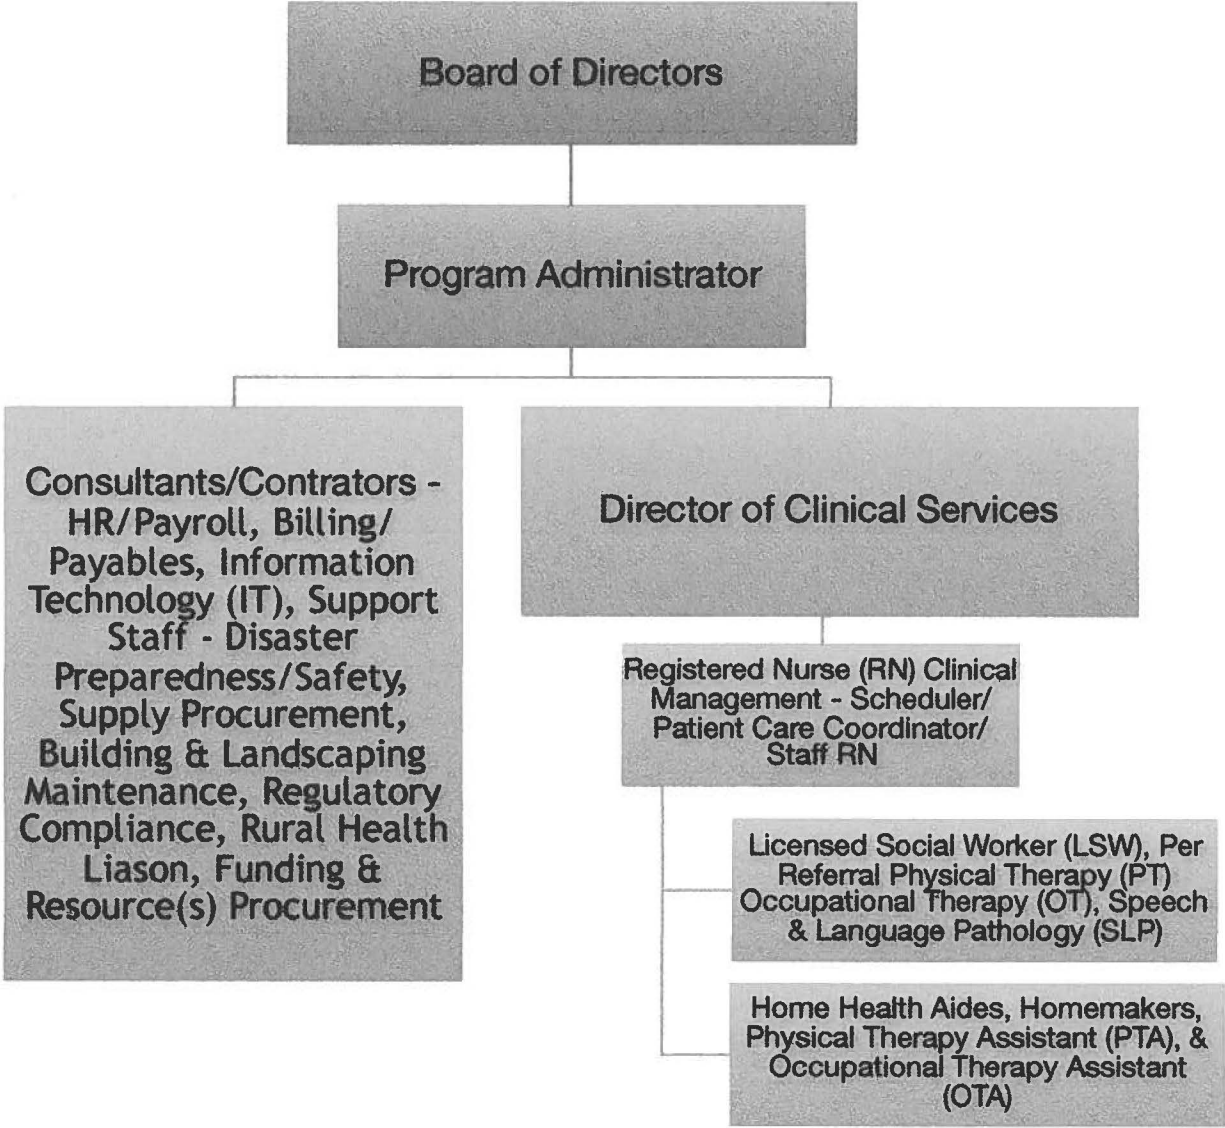 Board of Directors
Program Administrator
Consultants/Contrators -
HR/Payroll, Billing/
Payables, Information
Technology (IT), Support
Staff - Disaster
Preparedness/Safety,
Supply Procurement,
Building & Landscaping
Maintenance, Regulatory
Compliance, Rural Health
Liason, Funding &
Resource(s) Procurement
Director of Clinical Services
Registered Nurse (RN) Clinical
Management - Scheduler/
Patient Care Coordinator/
Staff RN
Licensed Social Worker (LSW), Per
Referral Physical Therapy (PT)
Occupational Therapy (OT), Speech
& Language Pathology (SLP)
Home Health Aides, Homemakers,
Physical Therapy Assistant (PTA), &
Occupational Therapy Assistant
(OTA)